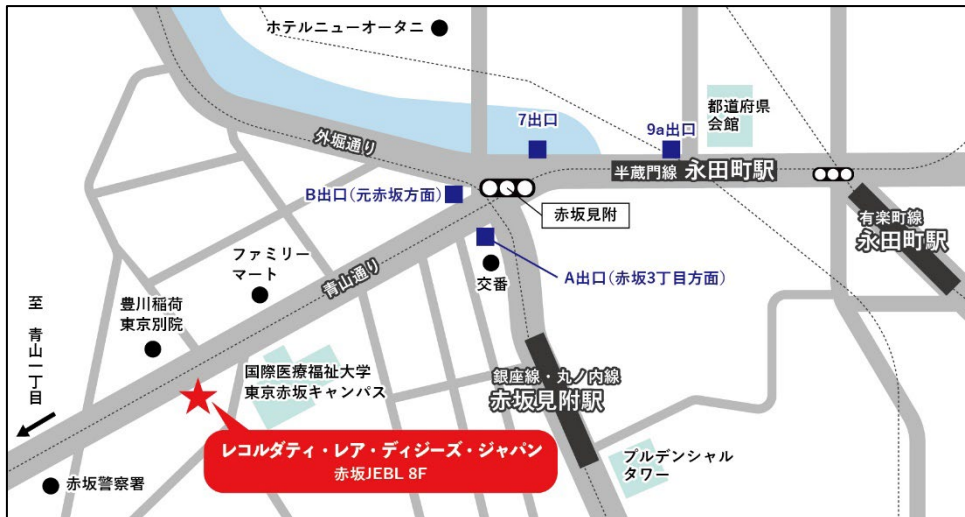 ホテルニューオータニ
都道府県
会館
7出口
9a出口
外堀通り
半蔵門線 永田町駅
B出口(元赤坂方面)
赤坂見附
有楽町線
永田町駅
ファミリー
マート
青山通り
交番
A出口(赤坂3丁目方面)
豊川稲荷
東京別院
至 青山一丁目
国際医療福祉大学
東京赤坂キャンパス
銀座線・丸ノ内線
赤坂見附駅
レコルダティ・レア・ディジーズ・ジャパン
赤坂JEBL 8F
プルデンシャル
タワー
赤坂警察署